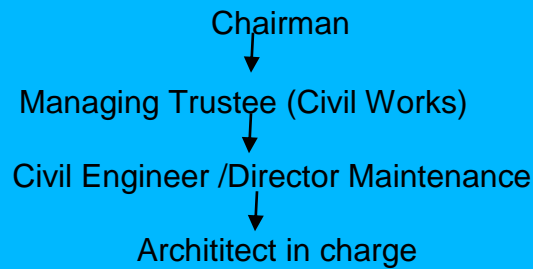 Chairman
Managing Trustee (Civil Works)
Civil Engineer /Director Maintenance
Archititect in charge